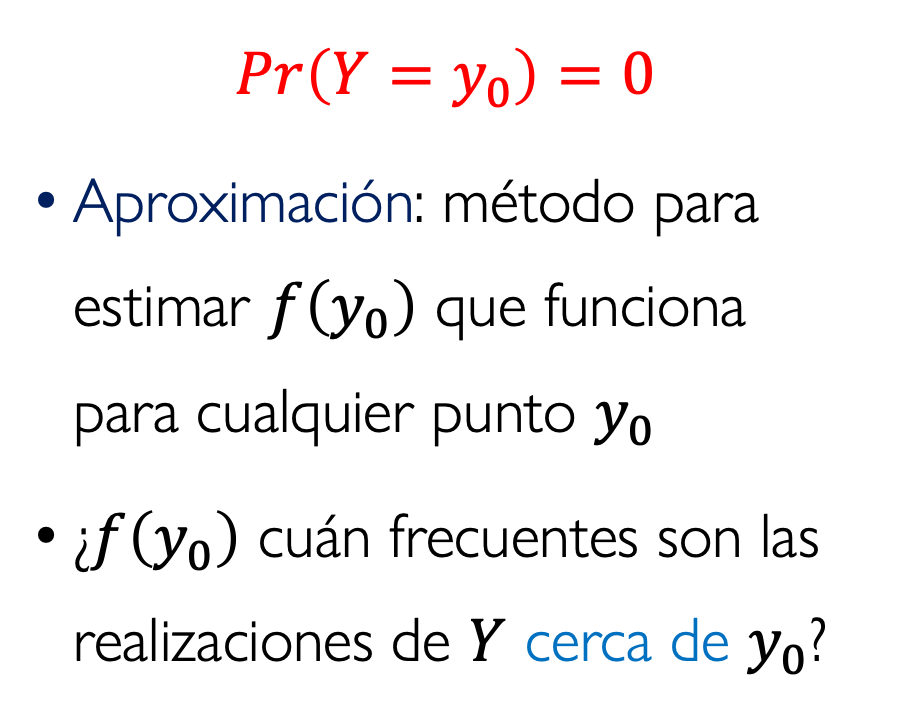 Pr(Y = y₀) = 0
• Aproximación: método para
estimar f(y₀) que funciona
para cualquier punto y₀
• ¿f(y₀) cuán frecuentes son las
realizaciones de Y cerca de y₀?